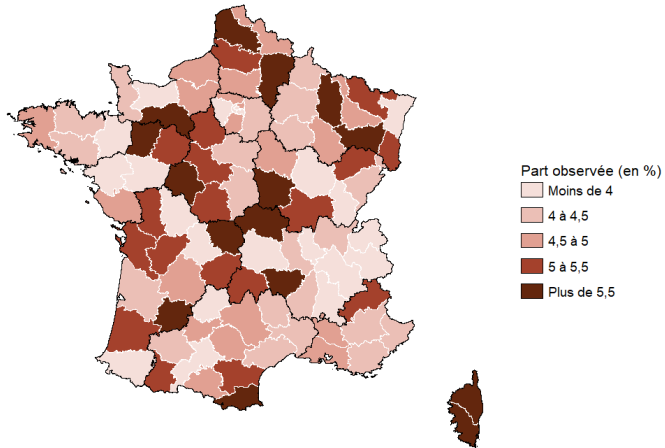 Part observée (en %)
Moins de 4
4 à 4,5
4,5 à 5
5 à 5,5
Plus de 5,5